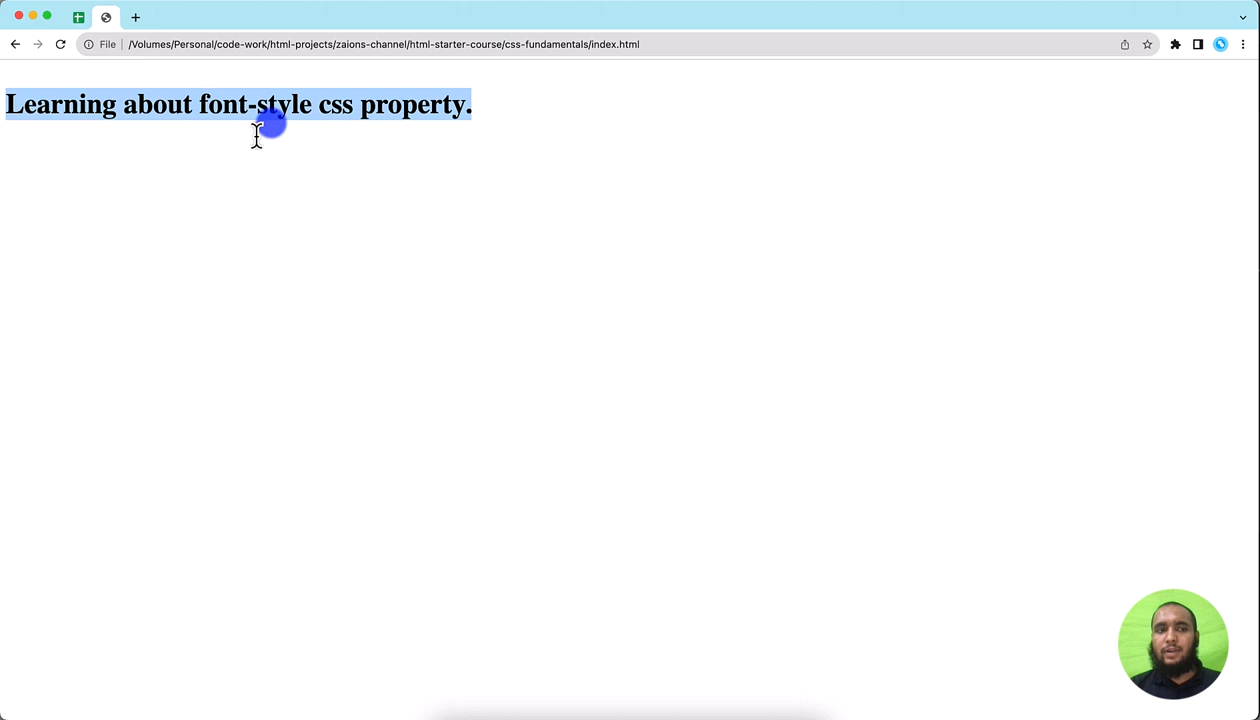 File
/Volumes/Personal/code-work/html-projects/zaions-channel/html-starter-course/css-fundamentals/index.html
Learning about font-style css property.